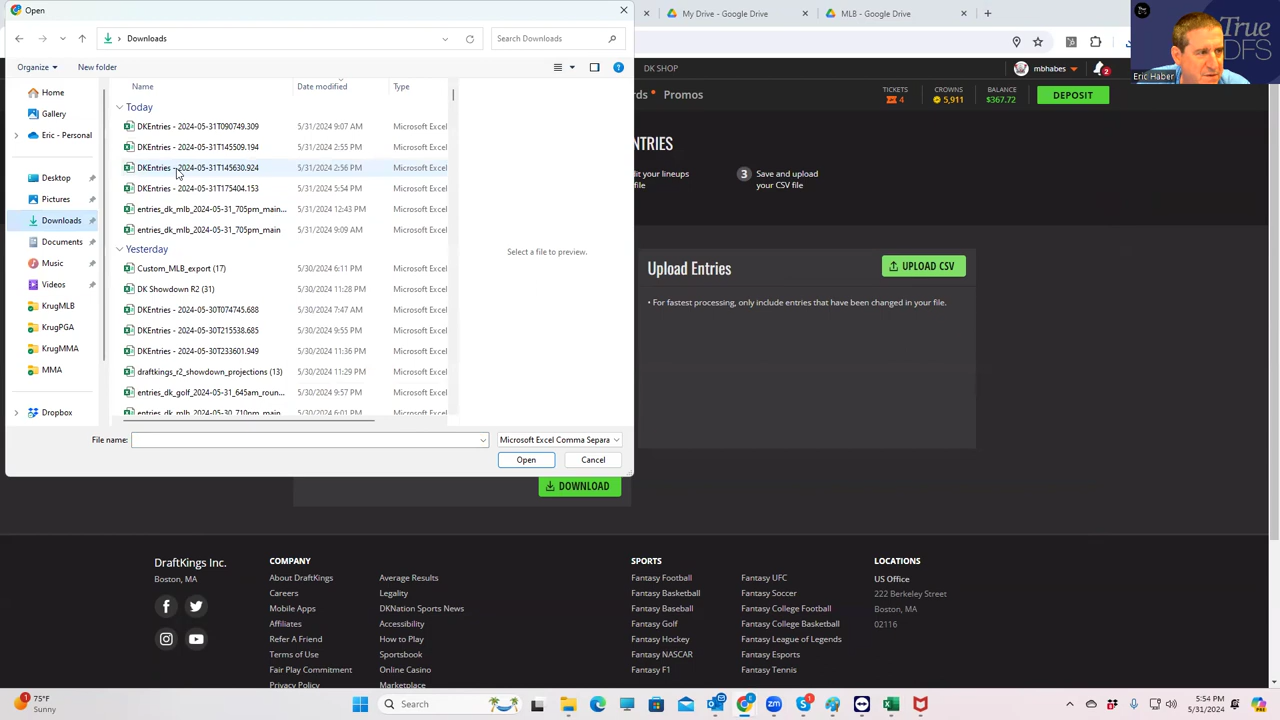 Open
My Drive - Google Drive
MLB - Google Drive
Downloads
Search Downloads
Organize
New folder
Home
Gallery
Eric - Personal
Desktop
Pictures
Downloads
Documents
Music
Videos
KrugMLB
KrugPGA
KrugMMA
MMA
Dropbox
Name Date modified Type
Today
DKEntries - 2024-05-31T090749.309 5/31/2024 9:07 AM Microsoft Excel
DKEntries - 2024-05-31T145509.194 5/31/2024 2:55 PM Microsoft Excel
DKEntries - 2024-05-31T145630.924 5/31/2024 2:56 PM Microsoft Excel
DKEntries - 2024-05-31T175404.153 5/31/2024 5:54 PM Microsoft Excel
entries_dk_mlb_2024-05-31_705pm_main... 5/31/2024 12:43 PM Microsoft Excel
entries_dk_mlb_2024-05-31_705pm_main 5/31/2024 9:09 AM Microsoft Excel
Yesterday
Custom_MLB_export (17) 5/30/2024 6:11 PM Microsoft Excel
DK Showdown R2 (31) 5/30/2024 11:28 PM Microsoft Excel
DKEntries - 2024-05-30T074745.688 5/30/2024 7:47 AM Microsoft Excel
DKEntries - 2024-05-30T215538.685 5/30/2024 9:55 PM Microsoft Excel
DKEntries - 2024-05-30T233601.949 5/30/2024 11:36 PM Microsoft Excel
draftkings_r2_showdown_projections (13) 5/30/2024 11:29 PM Microsoft Excel
entries_dk_golf_2024-05-31_645am_roun... 5/30/2024 9:57 PM Microsoft Excel
entries_dk_mlb_2024-05-30_710pm_main 5/30/2024 6:01 PM Microsoft Excel
Select a file to preview.
File name:
Microsoft Excel Comma Separa
Open
Cancel
True
DFS
Eric Haber
DK SHOP
mbhabes
2
rds
Promos
TICKETS
4
CROWNS
5,911
BALANCE
$367.72
DEPOSIT
ENTRIES
dit your lineups
file
3
Save and upload
your CSV file
Upload Entries
UPLOAD CSV
• For fastest processing, only include entries that have been changed in your file.
DOWNLOAD
DraftKings Inc.
Boston, MA
COMPANY
About DraftKings
Careers
Mobile Apps
Affiliates
Refer A Friend
Terms of Use
Fair Play Commitment
Privacy Policy
Average Results
Legality
DKNation Sports News
Accessibility
How to Play
Sportsbook
Online Casino
Marketplace
SPORTS
Fantasy Football
Fantasy Basketball
Fantasy Baseball
Fantasy Golf
Fantasy Hockey
Fantasy NASCAR
Fantasy F1
Fantasy UFC
Fantasy Soccer
Fantasy College Football
Fantasy College Basketball
Fantasy League of Legends
Fantasy Esports
Fantasy Tennis
LOCATIONS
US Office
222 Berkeley Street
Boston, MA
02116
75°F
Sunny
Search
5:54 PM
5/31/2024